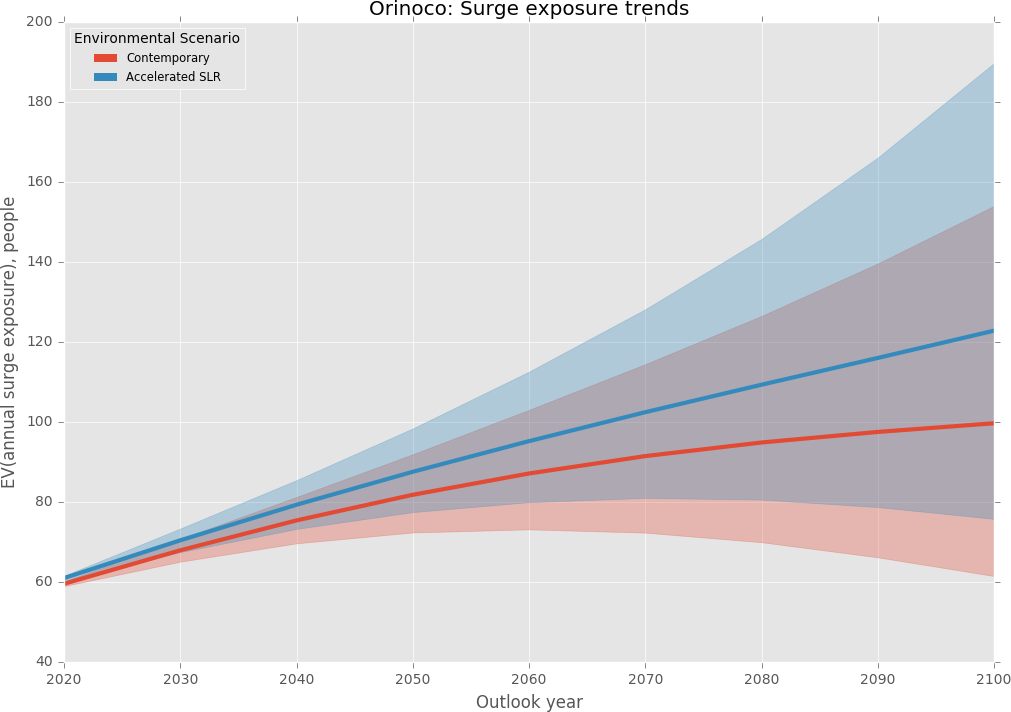 Orinoco: Surge exposure trends
Environmental Scenario
Contemporary
Accelerated SLR
EV(annual surge exposure), people
200
180
160
140
120
100
80
60
40
2020 2030 2040 2050 2060 2070 2080 2090 2100
Outlook year